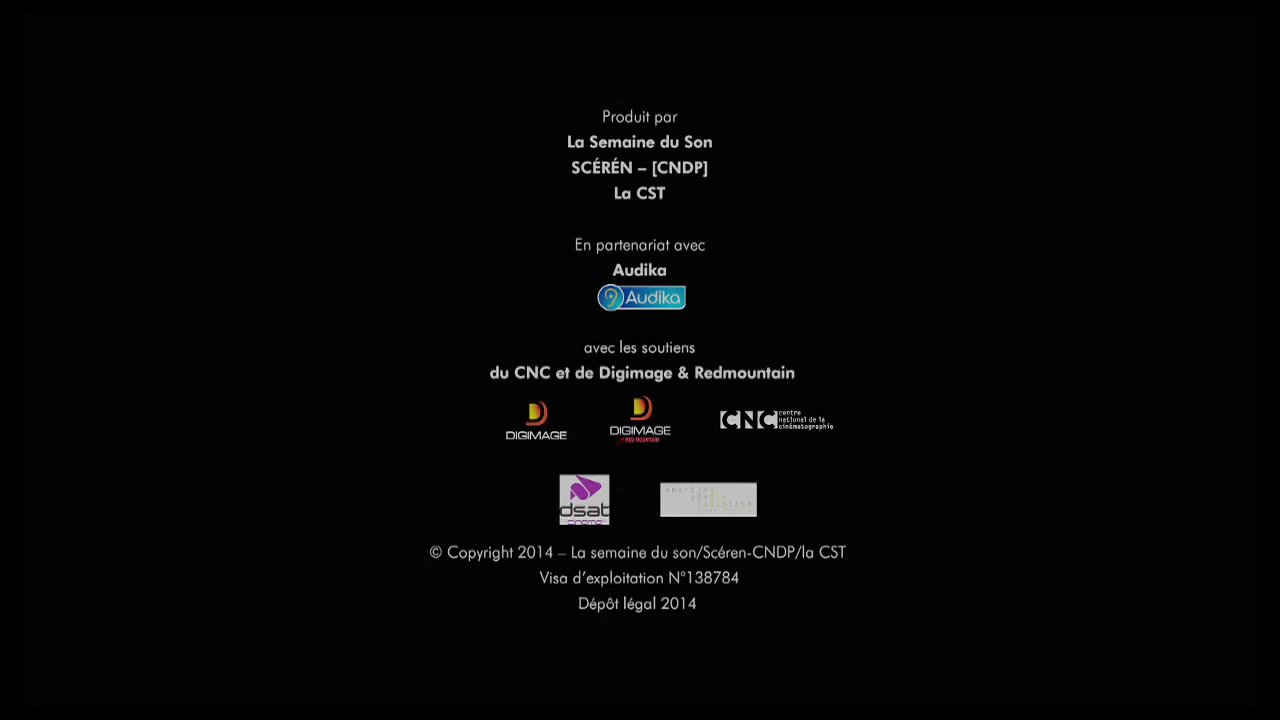 Produit par
La Semaine du Son
SCÉRÉN – [CNDP]
La CST
En partenariat avec
Audika
Audika
avec les soutiens
du CNC et de Digimage & Redmountain
DIGIMAGE
DIGIMAGE
RED MOUNTAIN
CNC centre
national de la
cinématographie
dsat
© Copyright 2014 – La semaine du son/Scéren-CNDP/la CST
Visa d’exploitation N°138784
Dépôt légal 2014